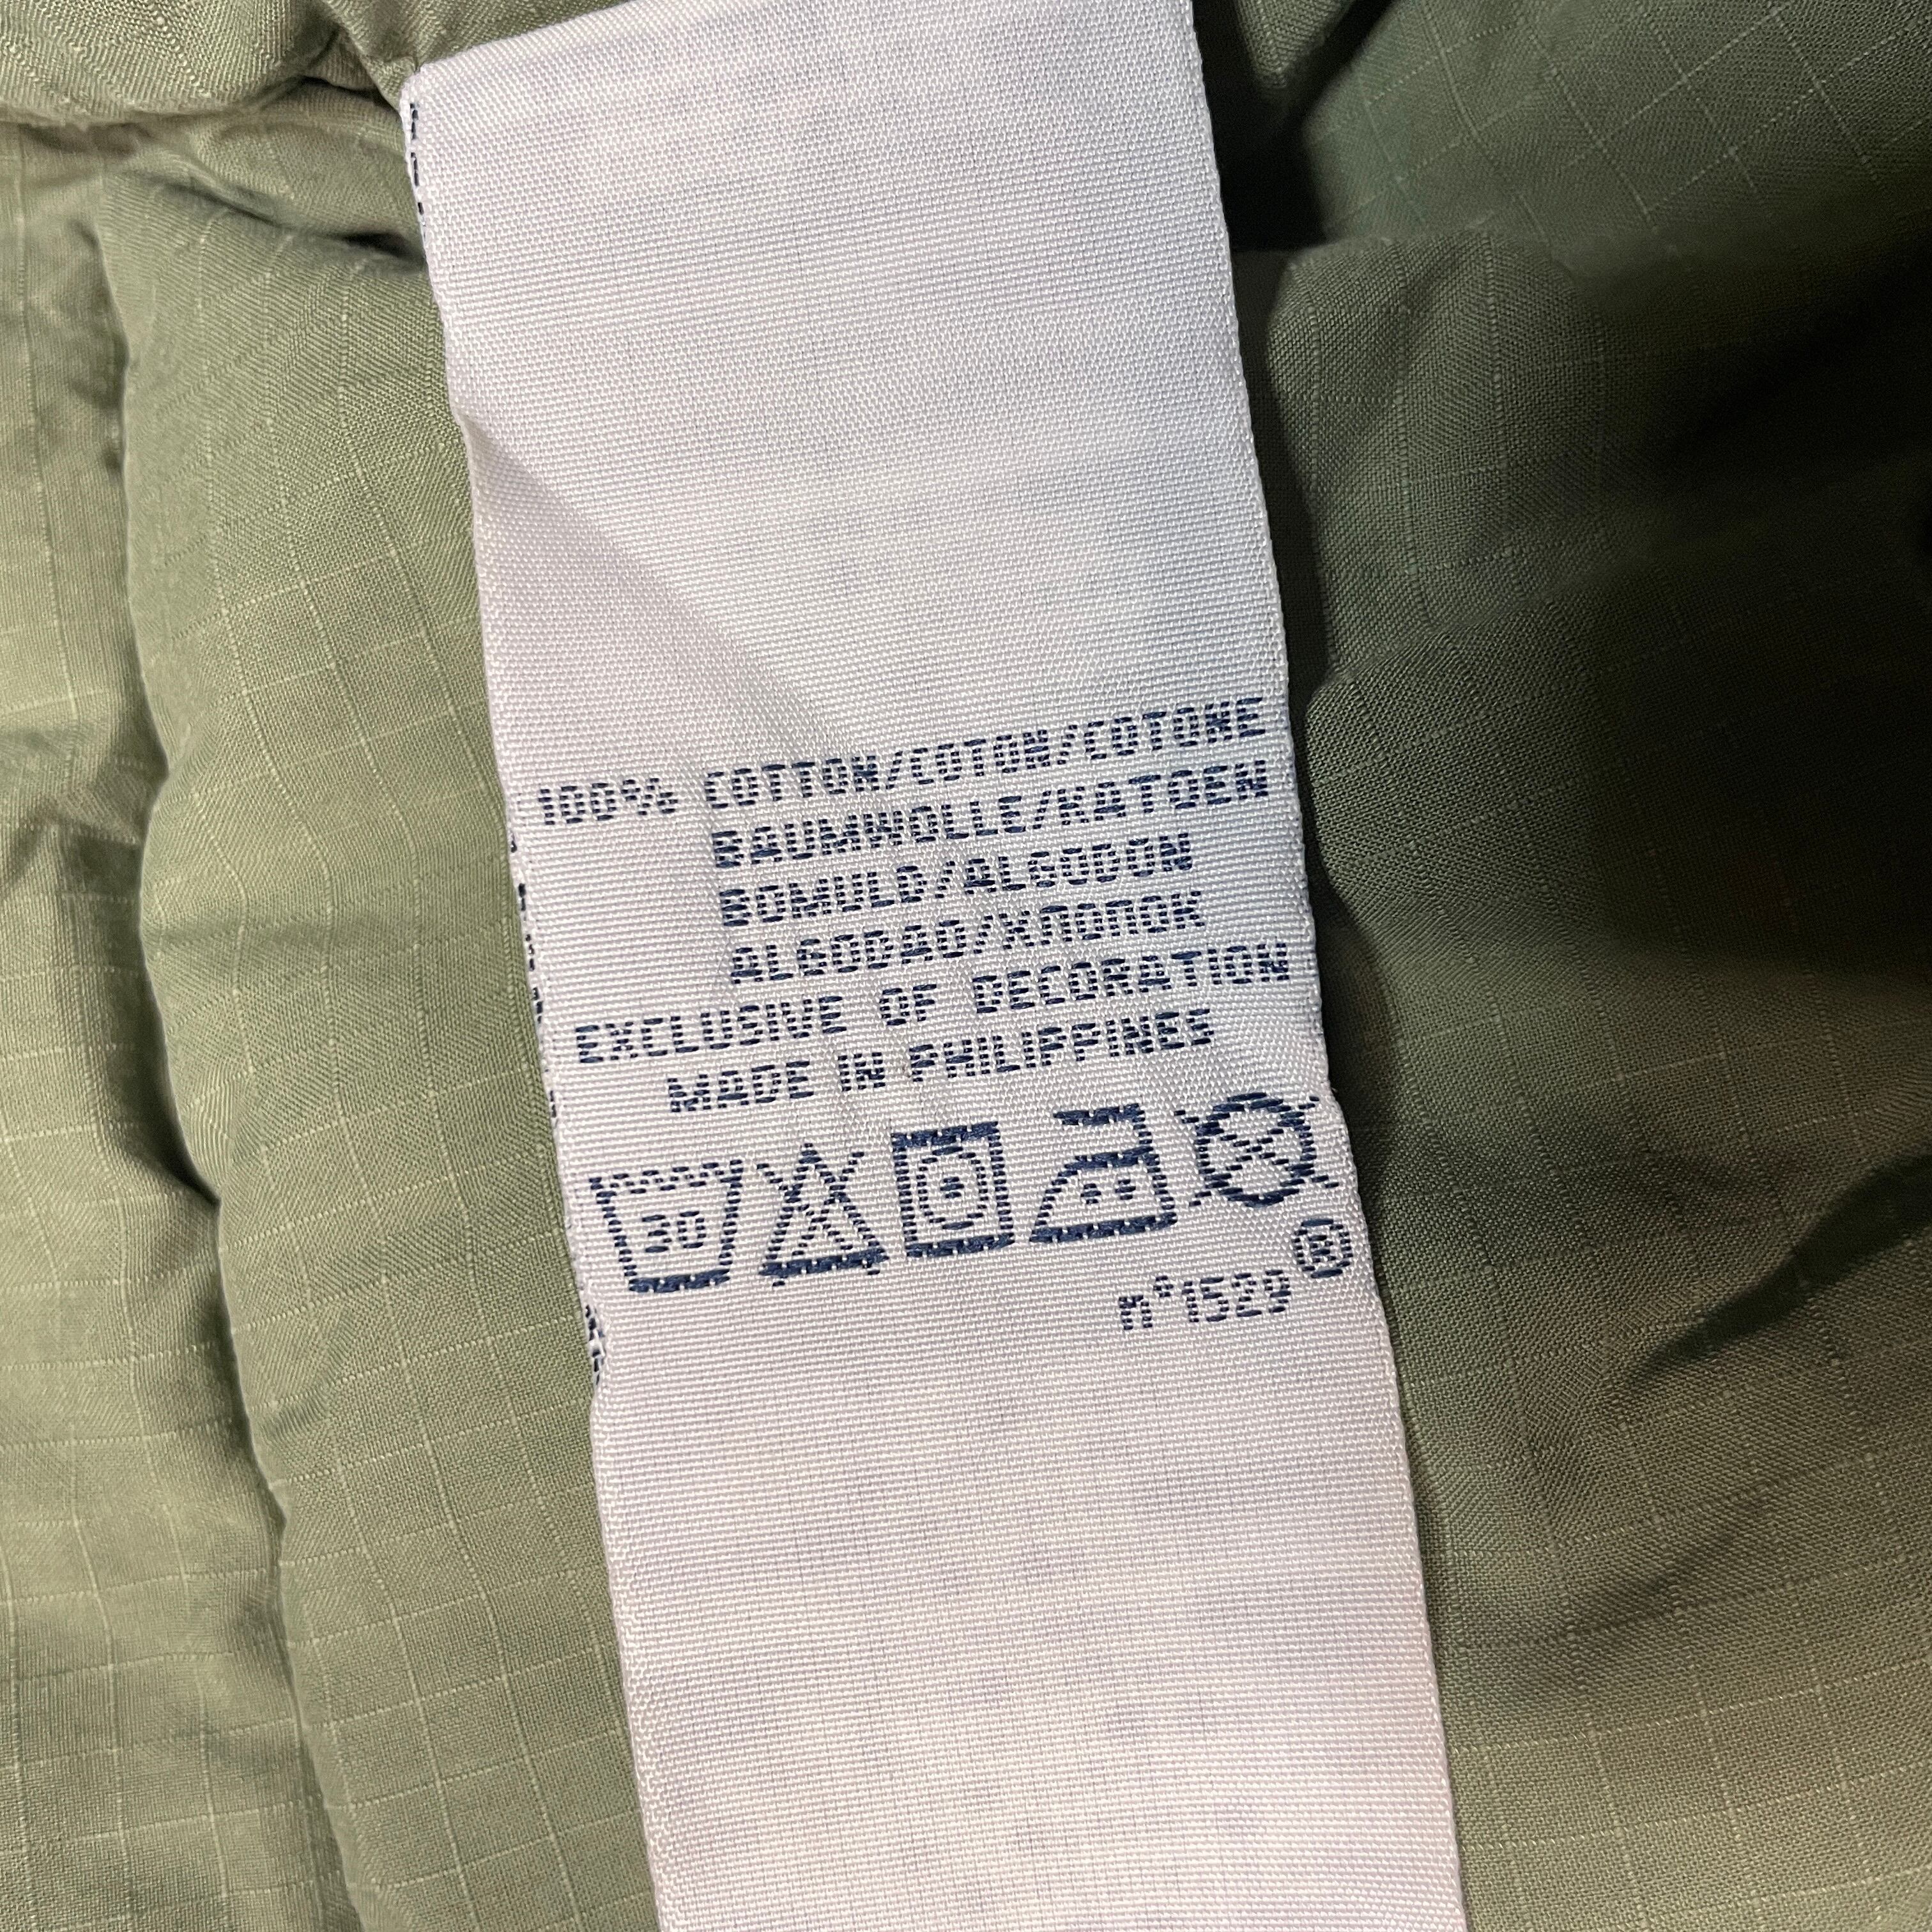 100% COTTON/COTON/COTONE
BAUMWOLLE/KATOEN
BOMULD/ALGODON
ALGODAO/ХЛОПОК
EXCLUSIVE OF DECORATION
MADE IN PHILIPPINES
30
®
n°1529